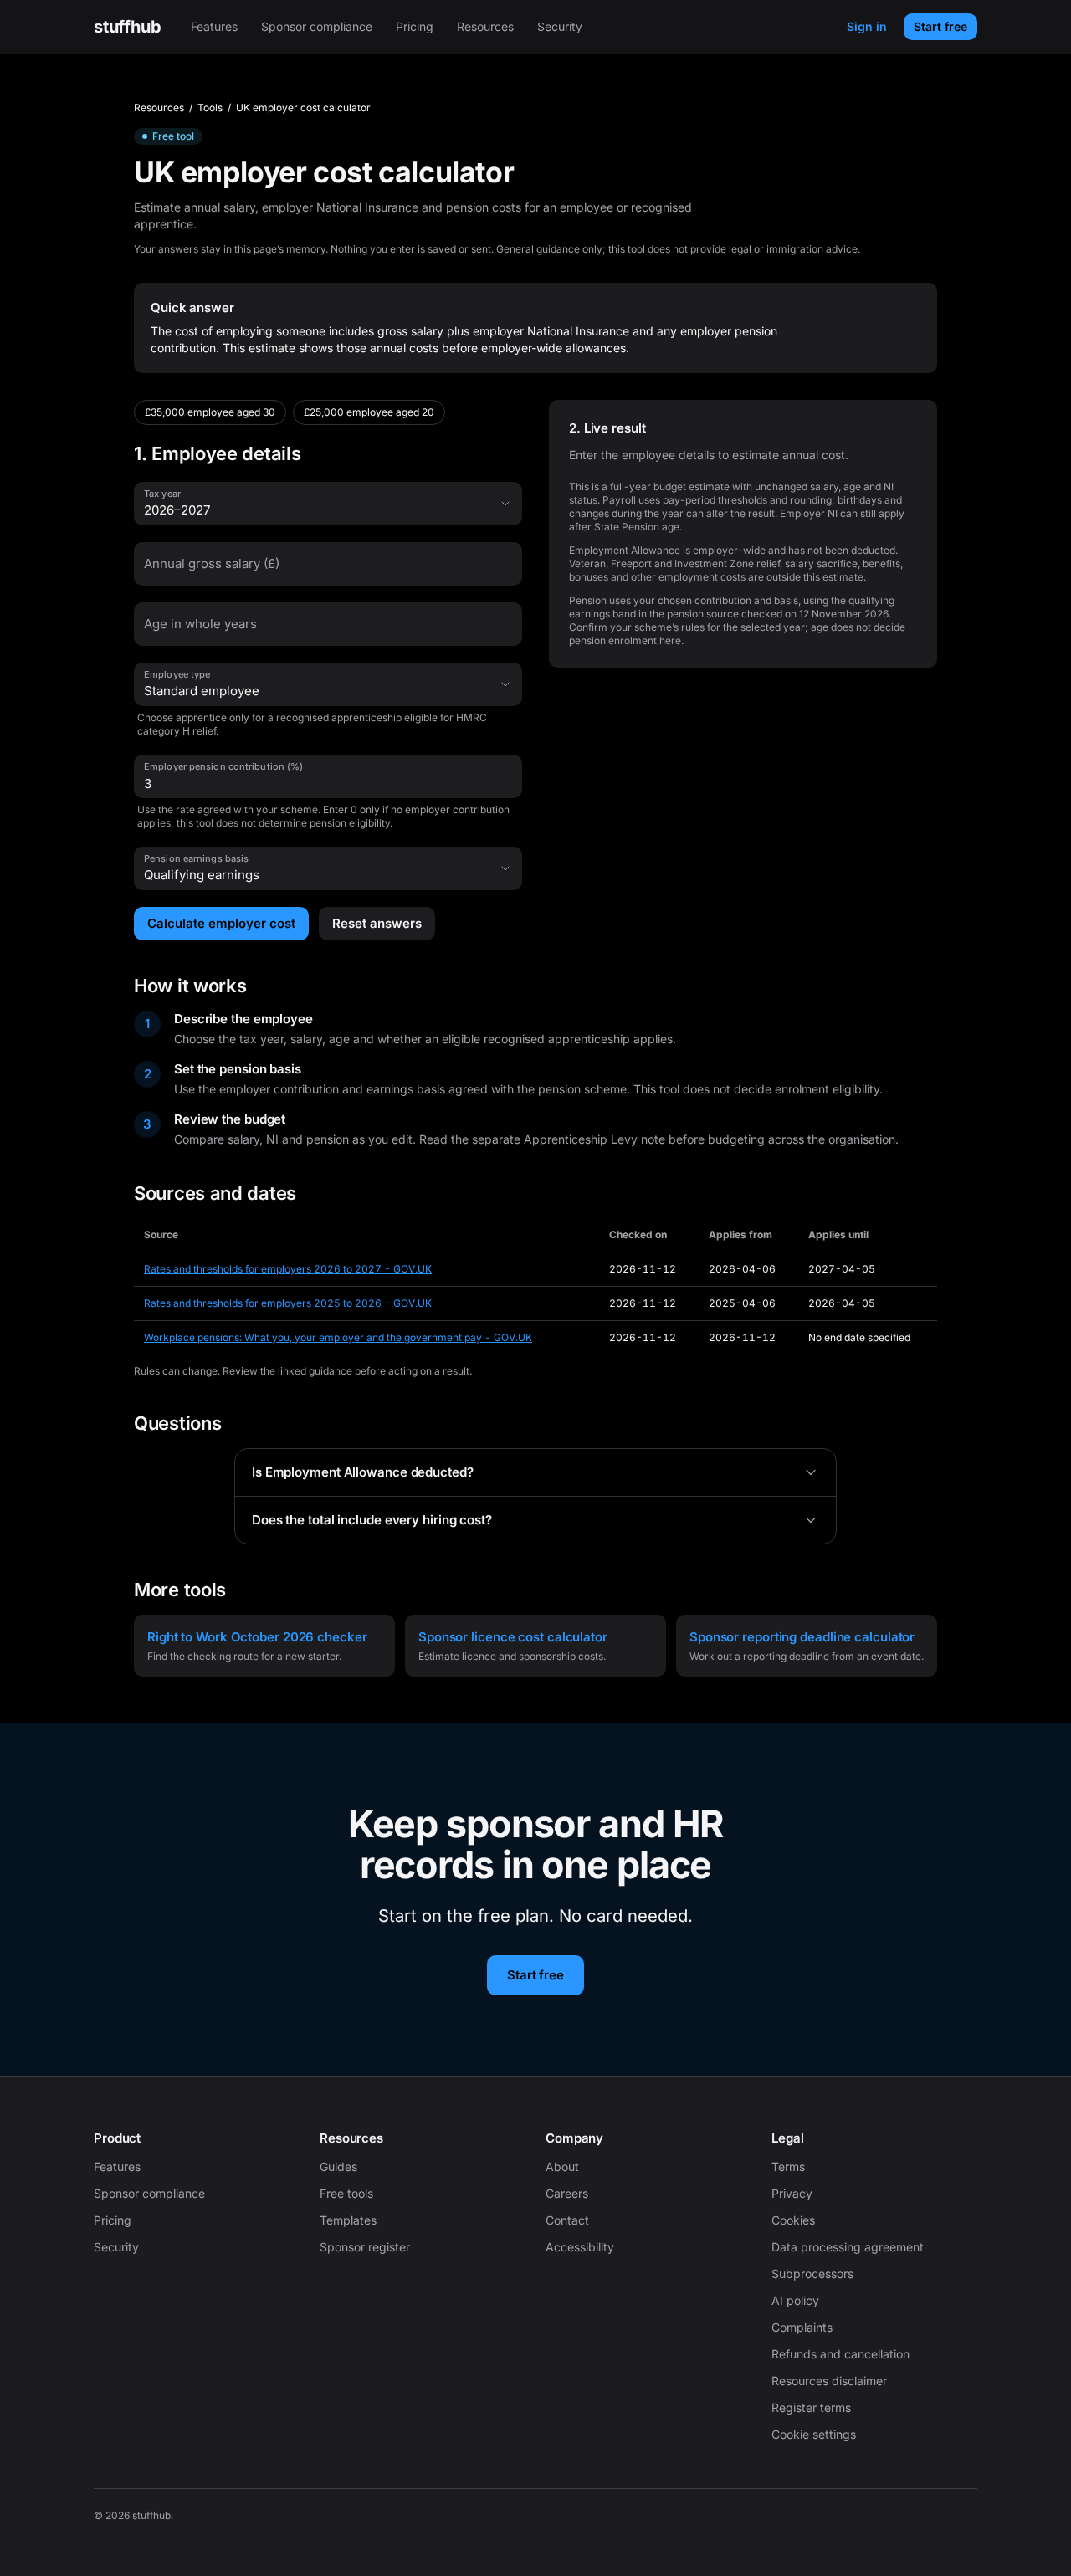 stuffhub
Features
Sponsor compliance
Pricing
Resources
Security
Sign in
Start free
Resources / Tools / UK employer cost calculator
Free tool
UK employer cost calculator
Estimate annual salary, employer National Insurance and pension costs for an employee or recognised
apprentice.
Your answers stay in this page's memory. Nothing you enter is saved or sent. General guidance only; this tool does not provide legal or immigration advice.
Quick answer
The cost of employing someone includes gross salary plus employer National Insurance and any employer pension
contribution. This estimate shows those annual costs before employer-wide allowances.
£35,000 employee aged 30
£25,000 employee aged 20
1. Employee details
Tax year
2026–2027
Annual gross salary (£)
Age in whole years
Employee type
Standard employee
Choose apprentice only for a recognised apprenticeship eligible for HMRC
category H relief.
Employer pension contribution (%)
3
Use the rate agreed with your scheme. Enter 0 only if no employer contribution
applies; this tool does not determine pension eligibility.
Pension earnings basis
Qualifying earnings
Calculate employer cost
Reset answers
2. Live result
Enter the employee details to estimate annual cost.
This is a full-year budget estimate with unchanged salary, age and NI
status. Payroll uses pay-period thresholds and rounding; birthdays and
changes during the year can alter the result. Employer NI can still apply
after State Pension age.
Employment Allowance is employer-wide and has not been deducted.
Veteran, Freeport and Investment Zone relief, salary sacrifice, benefits,
bonuses and other employment costs are outside this estimate.
Pension uses your chosen contribution and basis, using the qualifying
earnings band in the pension source checked on 12 November 2026.
Confirm your scheme's rules for the selected year; age does not decide
pension enrolment here.
How it works
1
Describe the employee
Choose the tax year, salary, age and whether an eligible recognised apprenticeship applies.
2
Set the pension basis
Use the employer contribution and earnings basis agreed with the pension scheme. This tool does not decide enrolment eligibility.
3
Review the budget
Compare salary, NI and pension as you edit. Read the separate Apprenticeship Levy note before budgeting across the organisation.
Sources and dates
Source Checked on Applies from Applies until
Rates and thresholds for employers 2026 to 2027 - GOV.UK 2026-11-12 2026-04-06 2027-04-05
Rates and thresholds for employers 2025 to 2026 - GOV.UK 2026-11-12 2025-04-06 2026-04-05
Workplace pensions: What you, your employer and the government pay - GOV.UK 2026-11-12 2026-11-12 No end date specified
Rules can change. Review the linked guidance before acting on a result.
Questions
Is Employment Allowance deducted?
Does the total include every hiring cost?
More tools
Right to Work October 2026 checker
Find the checking route for a new starter.
Sponsor licence cost calculator
Estimate licence and sponsorship costs.
Sponsor reporting deadline calculator
Work out a reporting deadline from an event date.
Keep sponsor and HR
records in one place
Start on the free plan. No card needed.
Start free
Product
Features
Sponsor compliance
Pricing
Security
Resources
Guides
Free tools
Templates
Sponsor register
Company
About
Careers
Contact
Accessibility
Legal
Terms
Privacy
Cookies
Data processing agreement
Subprocessors
AI policy
Complaints
Refunds and cancellation
Resources disclaimer
Register terms
Cookie settings
© 2026 stuffhub.